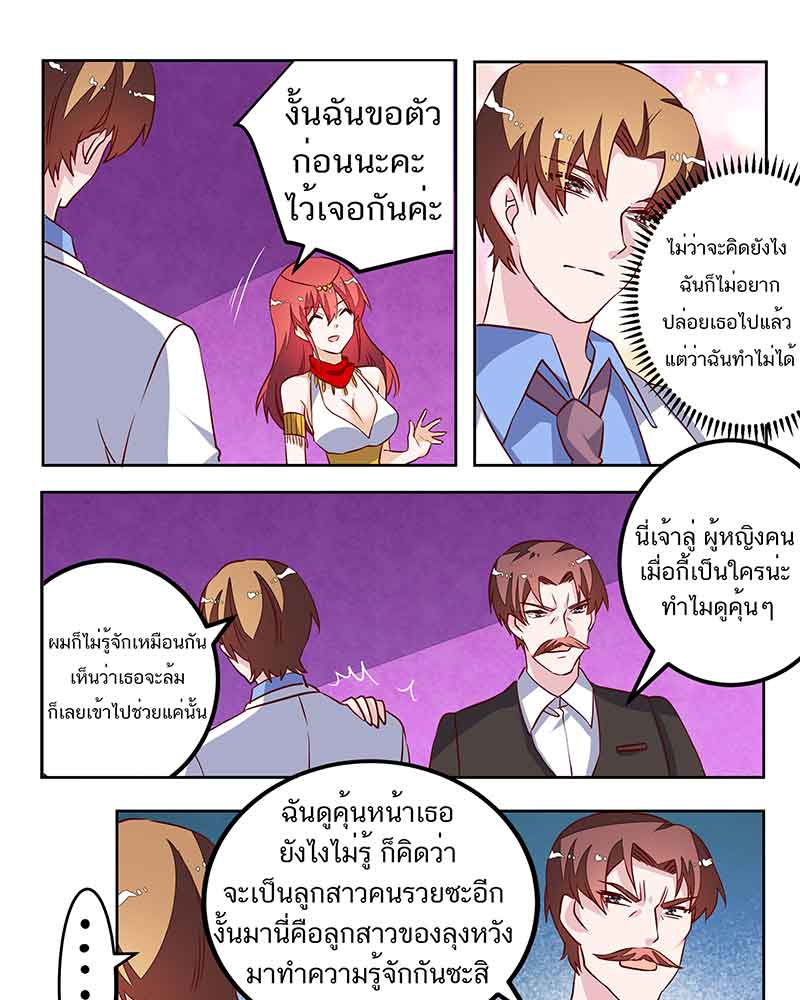 งั้นฉันขอตัว
ก่อนนะคะ
ไว้เจอกันค่ะ
ไม่ว่าจะคิดยังไง
ฉันก็ไม่อยาก
ปล่อยเธอไปแล้ว
แต่ว่าฉันทำไม่ได้
นี่เจ้าลู่ ผู้หญิงคน
เมื่อกี้เป็นใครน่ะ
ทำไมดูคุ้นๆ
ผมก็ไม่รู้จักเหมือนกัน
เห็นว่าเธอจะล้ม
ก็เลยเข้าไปช่วยแค่นั้น
ฉันดูคุ้นหน้าเธอ
ยังไงไม่รู้ ก็คิดว่า
จะเป็นลูกสาวคนรวยซะอีก
งั้นมานี่คือลูกสาวของลุงหวัง
มาทำความรู้จักกันซะสิ